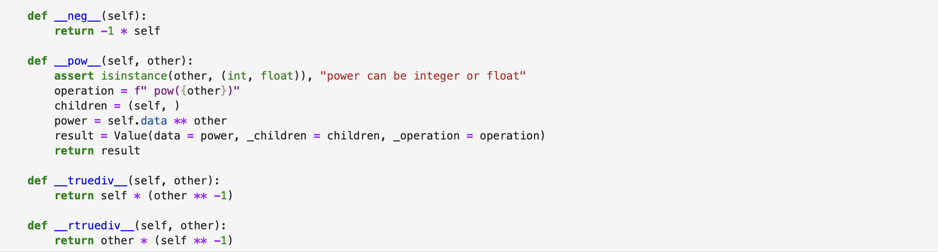 def __neg__(self):
    return -1 * self
def __pow__(self, other):
    assert isinstance(other, (int, float)), "power can be integer or float"
    operation = f" pow({other})"
    children = (self, )
    power = self.data ** other
    result = Value(data = power, _children = children, _operation = operation)
    return result
def __truediv__(self, other):
    return self * (other ** -1)
def __rtruediv__(self, other):
    return other * (self ** -1)